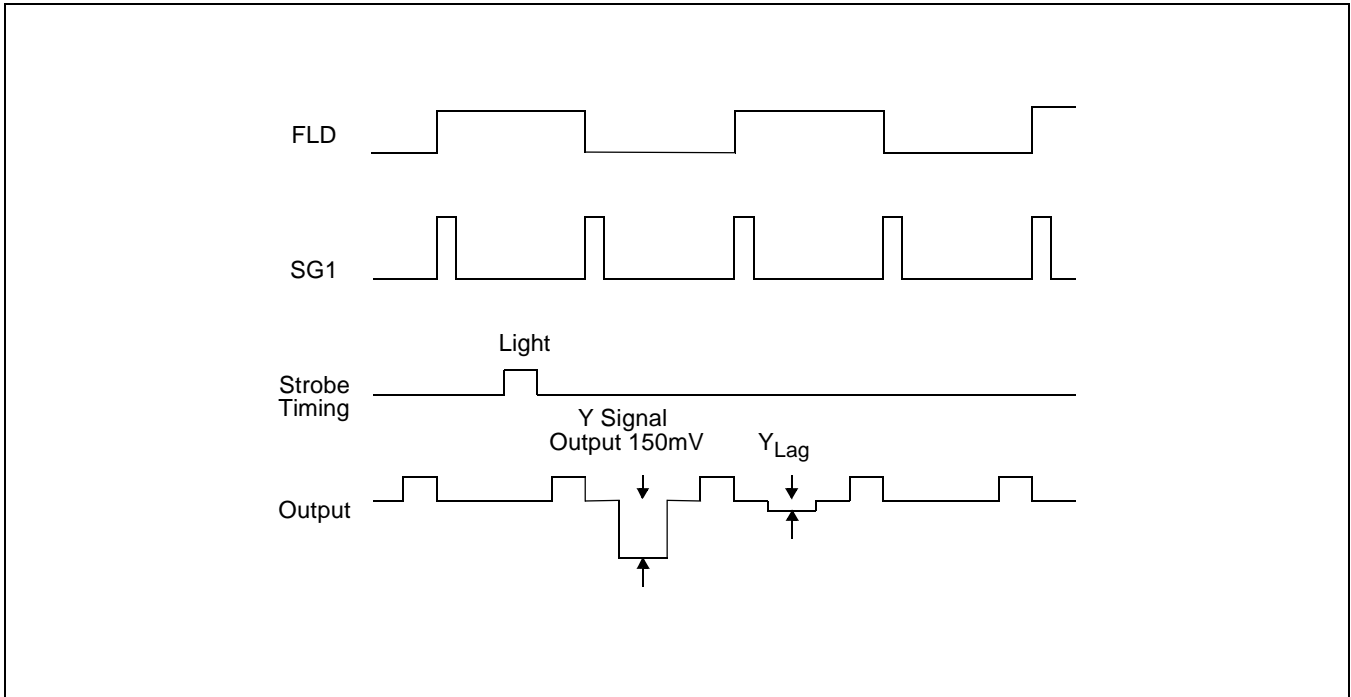 FLD
SG1
Light
Strobe
Timing
Y Signal
Output 150mV
YLag
Output